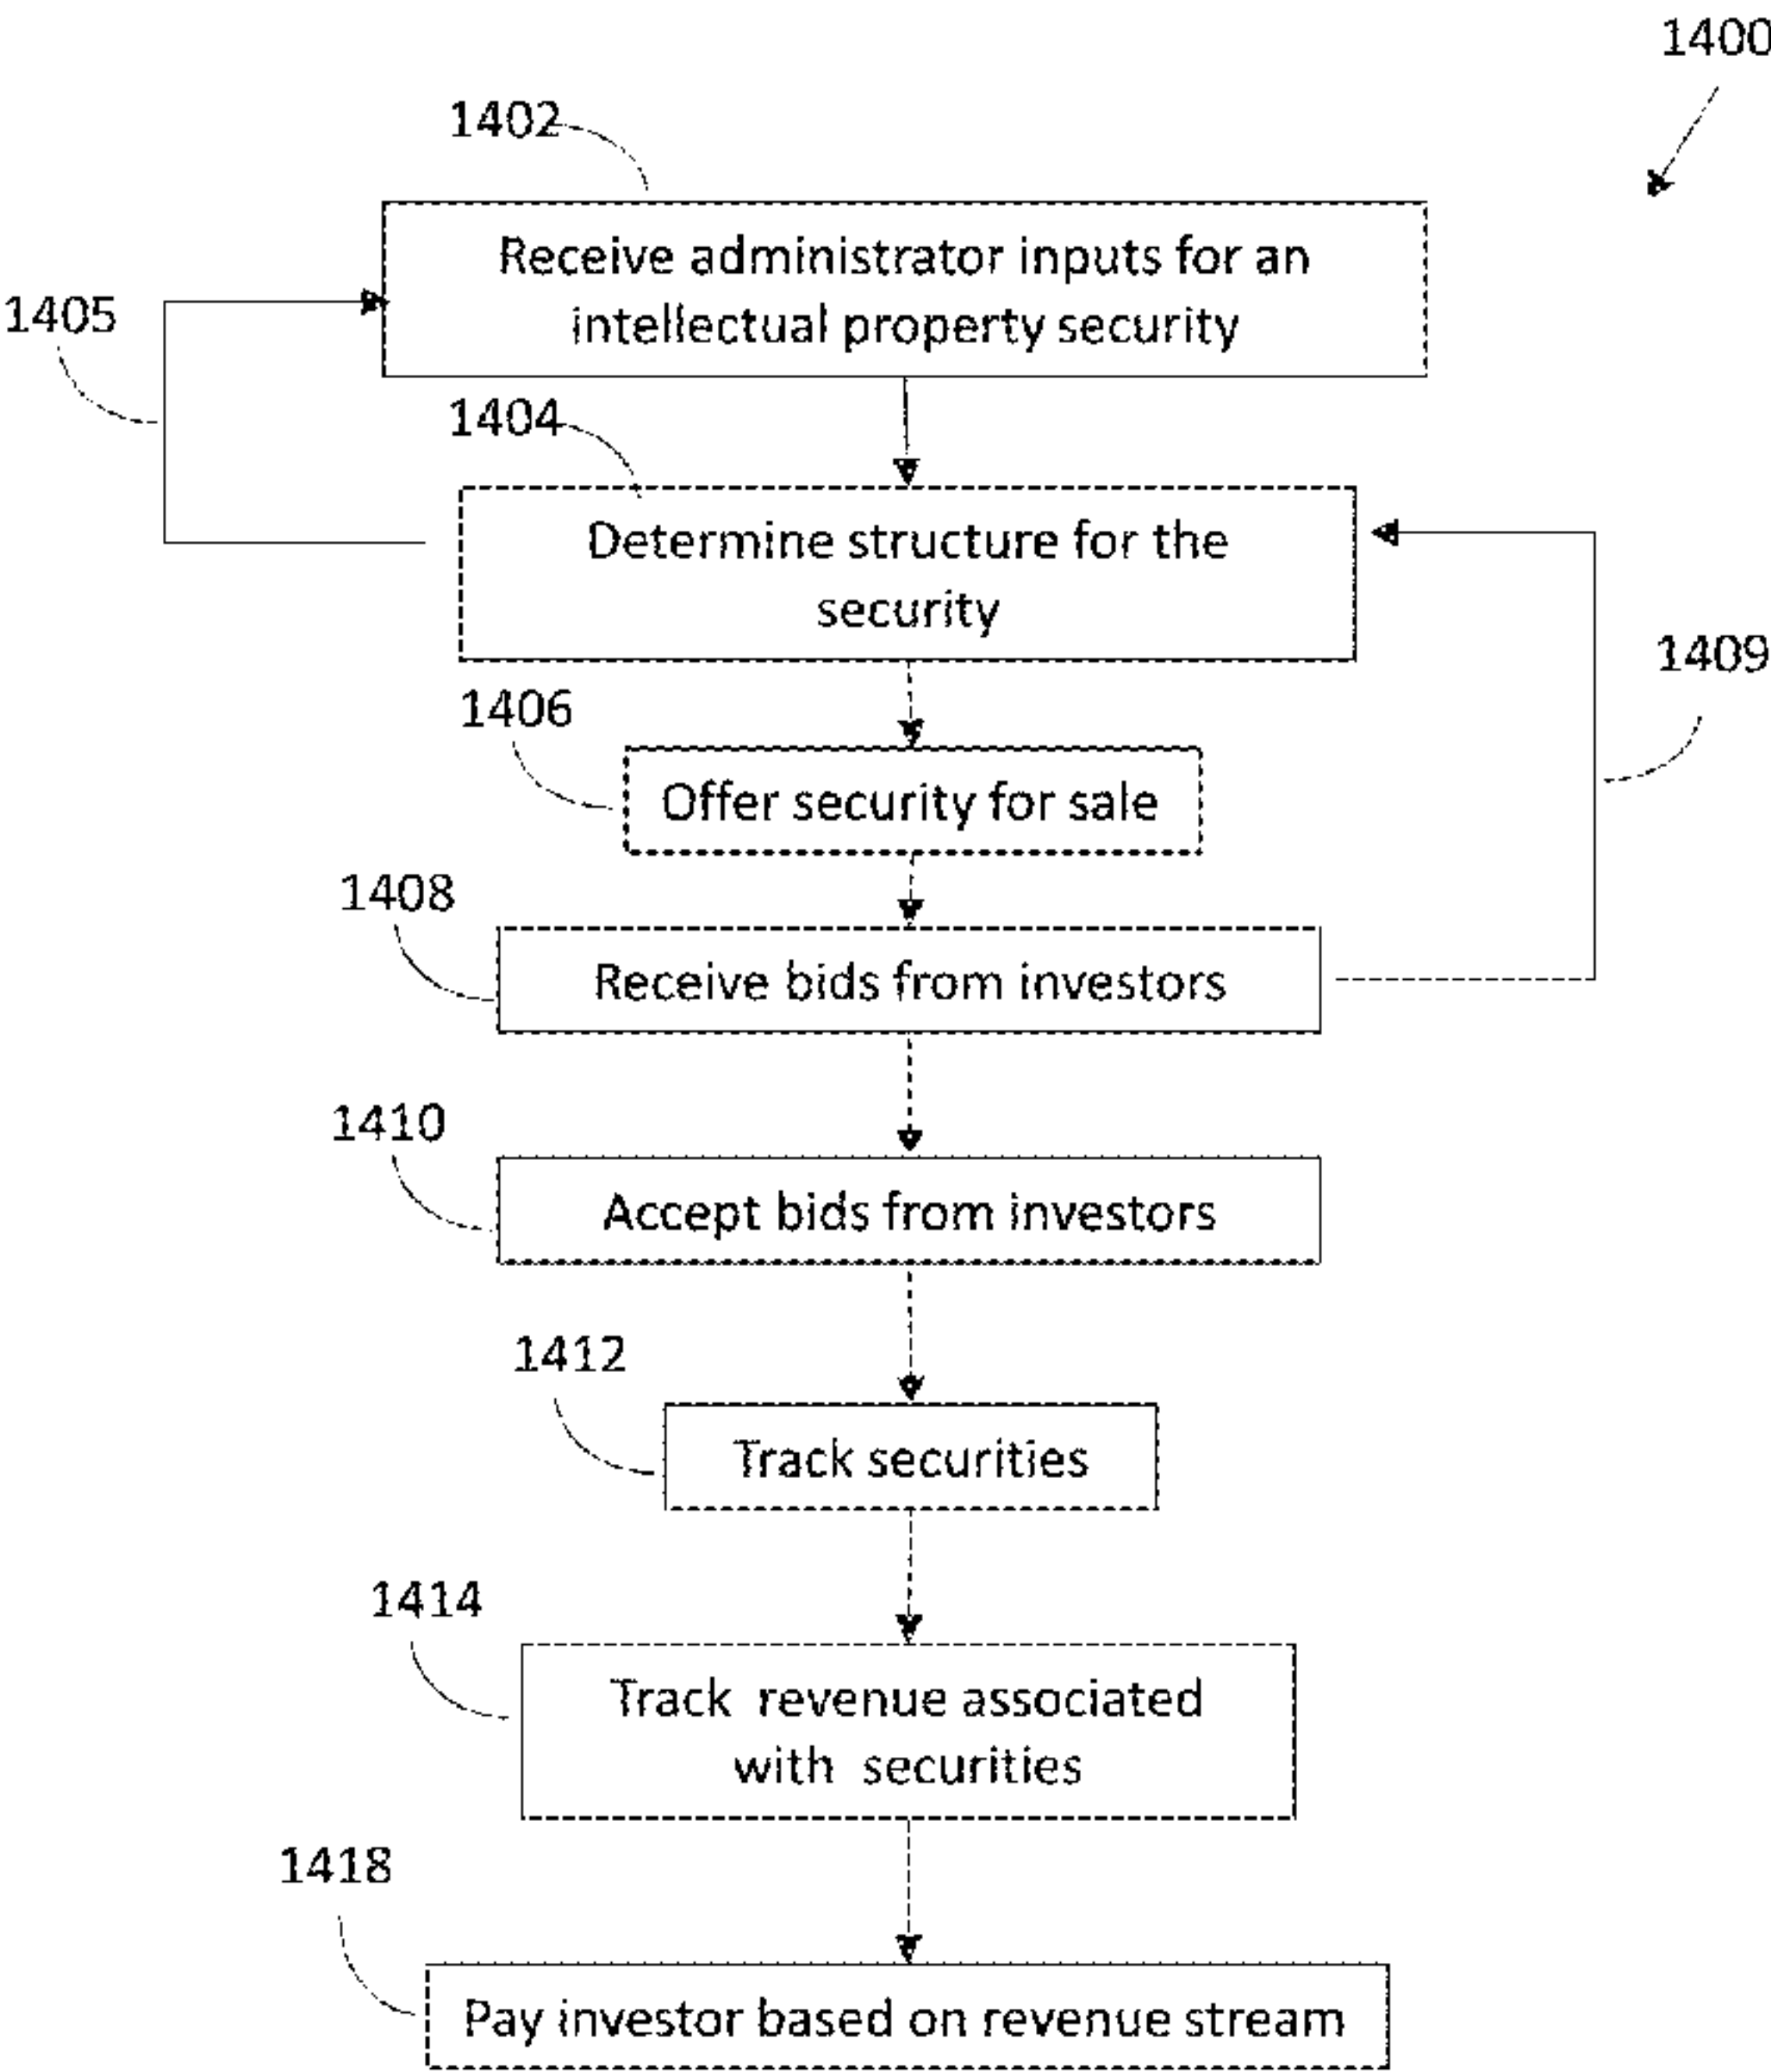 1400
1402
Receive administrator inputs for an
intellectual property security
1405
1404
Determine structure for the
security
1409
1406
Offer security for sale
1408
Receive bids from investors
1410
Accept bids from investors
1412
Track securities
1414
Track revenue associated
with securities
1418
Pay investor based on revenue stream